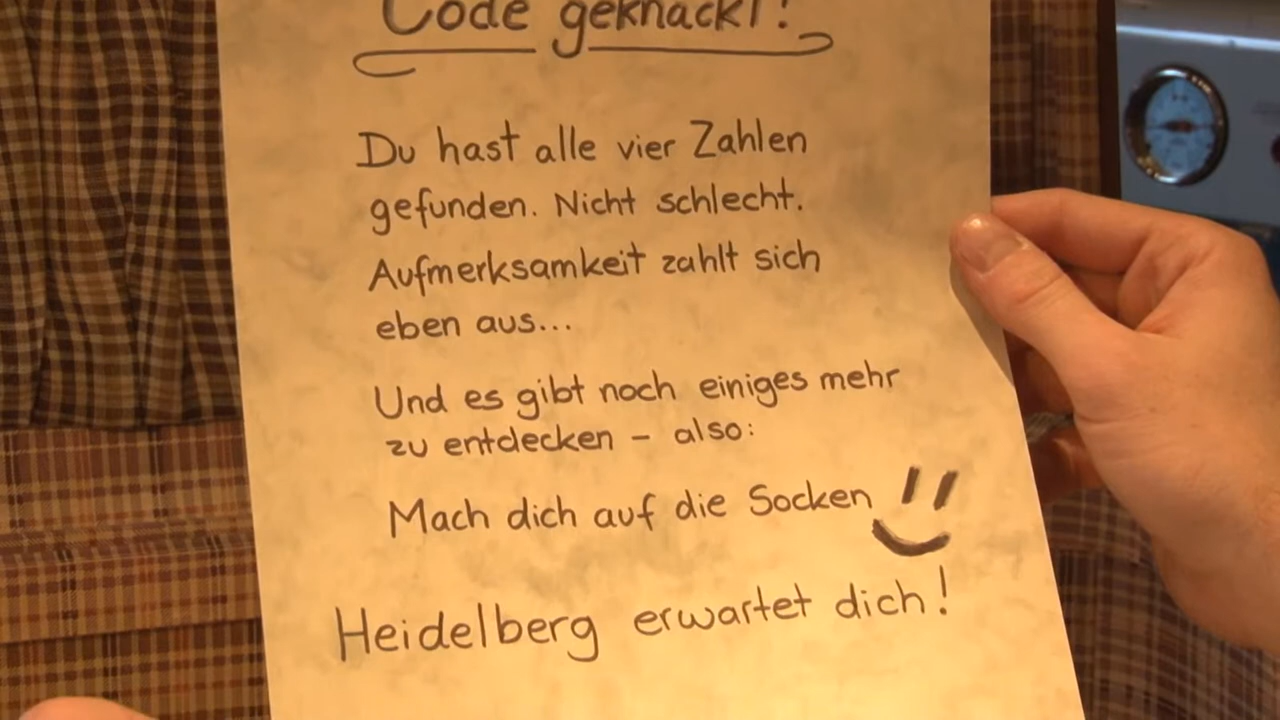 Code geknackt!
Du hast alle vier Zahlen
gefunden. Nicht schlecht.
Aufmerksamkeit zahlt sich
eben aus...
Und es gibt noch einiges mehr
zu entdecken - also:
Mach dich auf die Socken
Heidelberg erwartet dich!